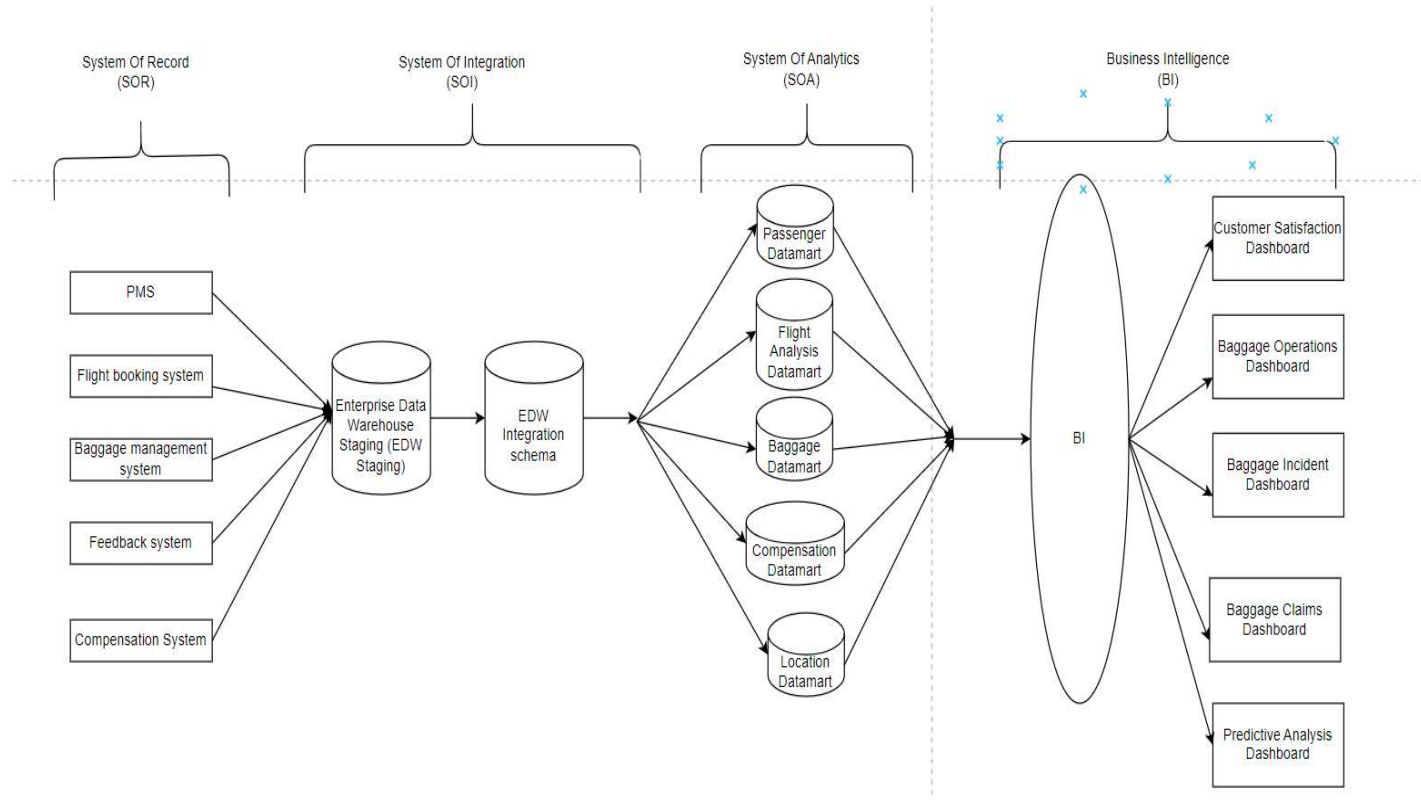 System Of Record
(SOR)
System Of Integration
(SOI)
System Of Analytics
(SOA)
Business Intelligence
(BI)
PMS
Flight booking system
Baggage management
system
Feedback system
Compensation System
Enterprise Data
Warehouse
Staging (EDW
Staging)
EDW
Integration
schema
Passenger
Datamart
Flight
Analysis
Datamart
Baggage
Datamart
Compensation
Datamart
Location
Datamart
BI
Customer Satisfaction
Dashboard
Baggage Operations
Dashboard
Baggage Incident
Dashboard
Baggage Claims
Dashboard
Predictive Analysis
Dashboard